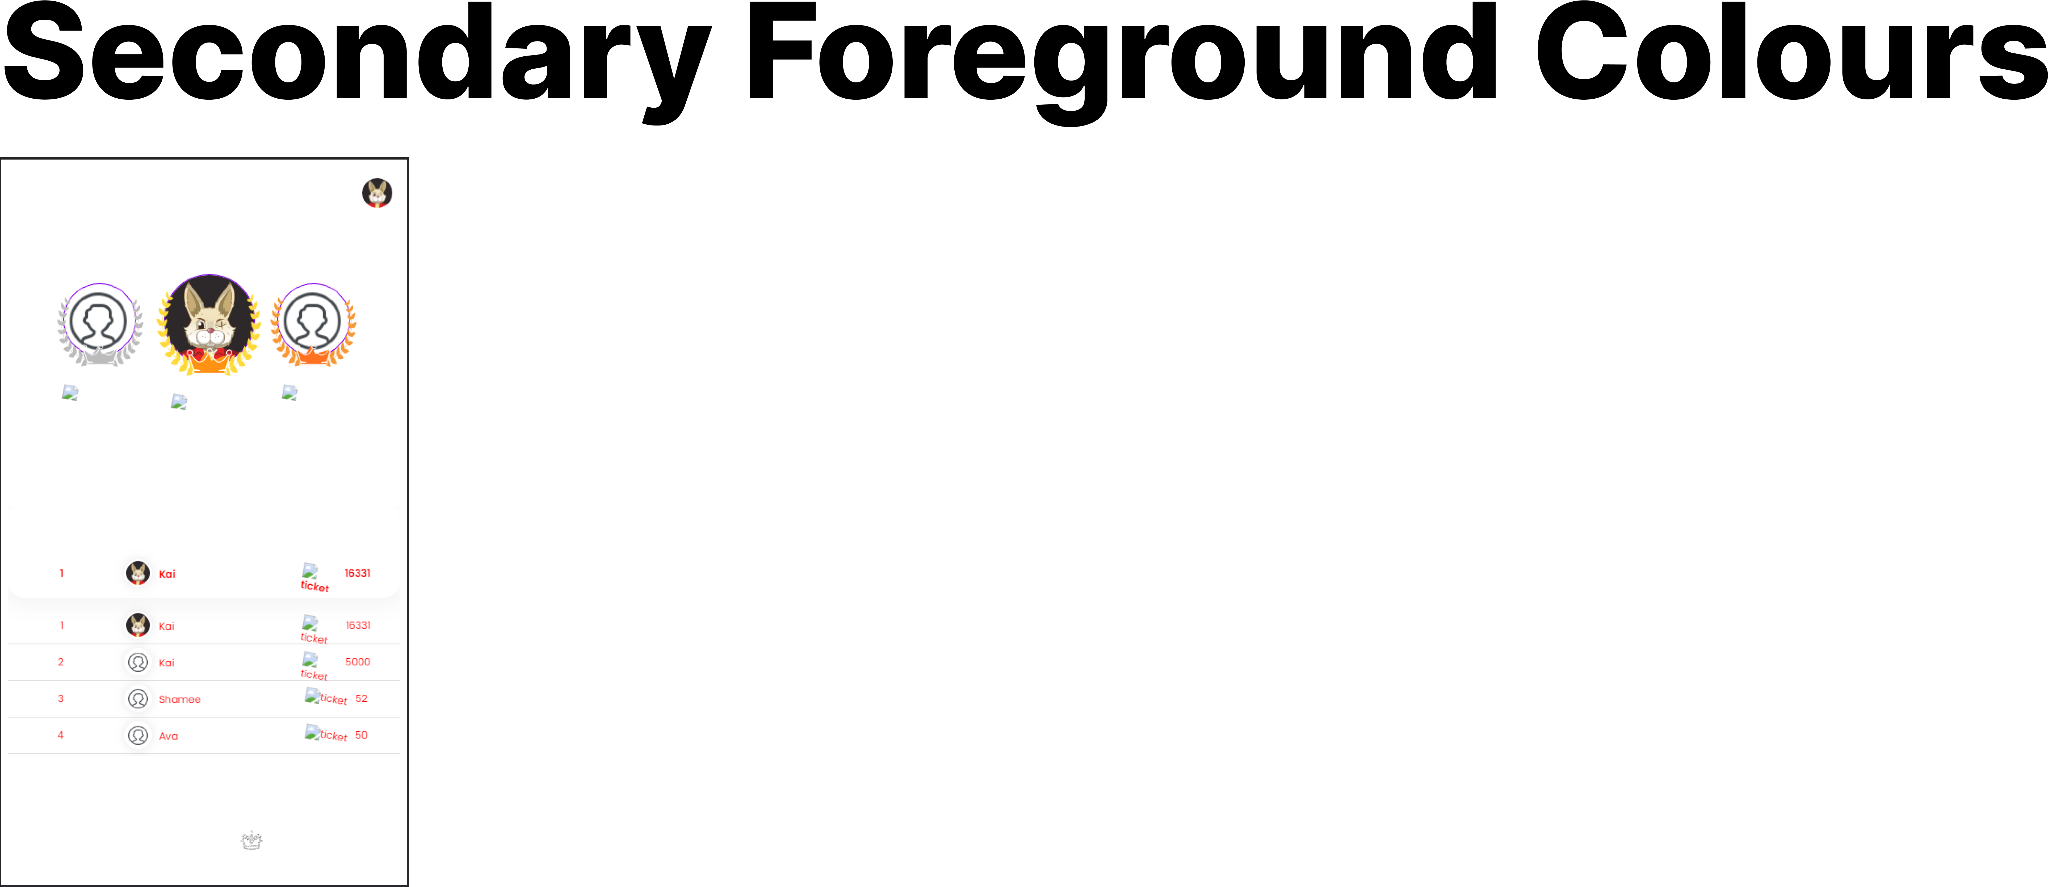 Secondary Foreground Colours
1 Kai ticket 16331
1 Kai ticket 16331
2 Kai ticket 5000
3 Shamee ticket 52
4 Ava ticket 50